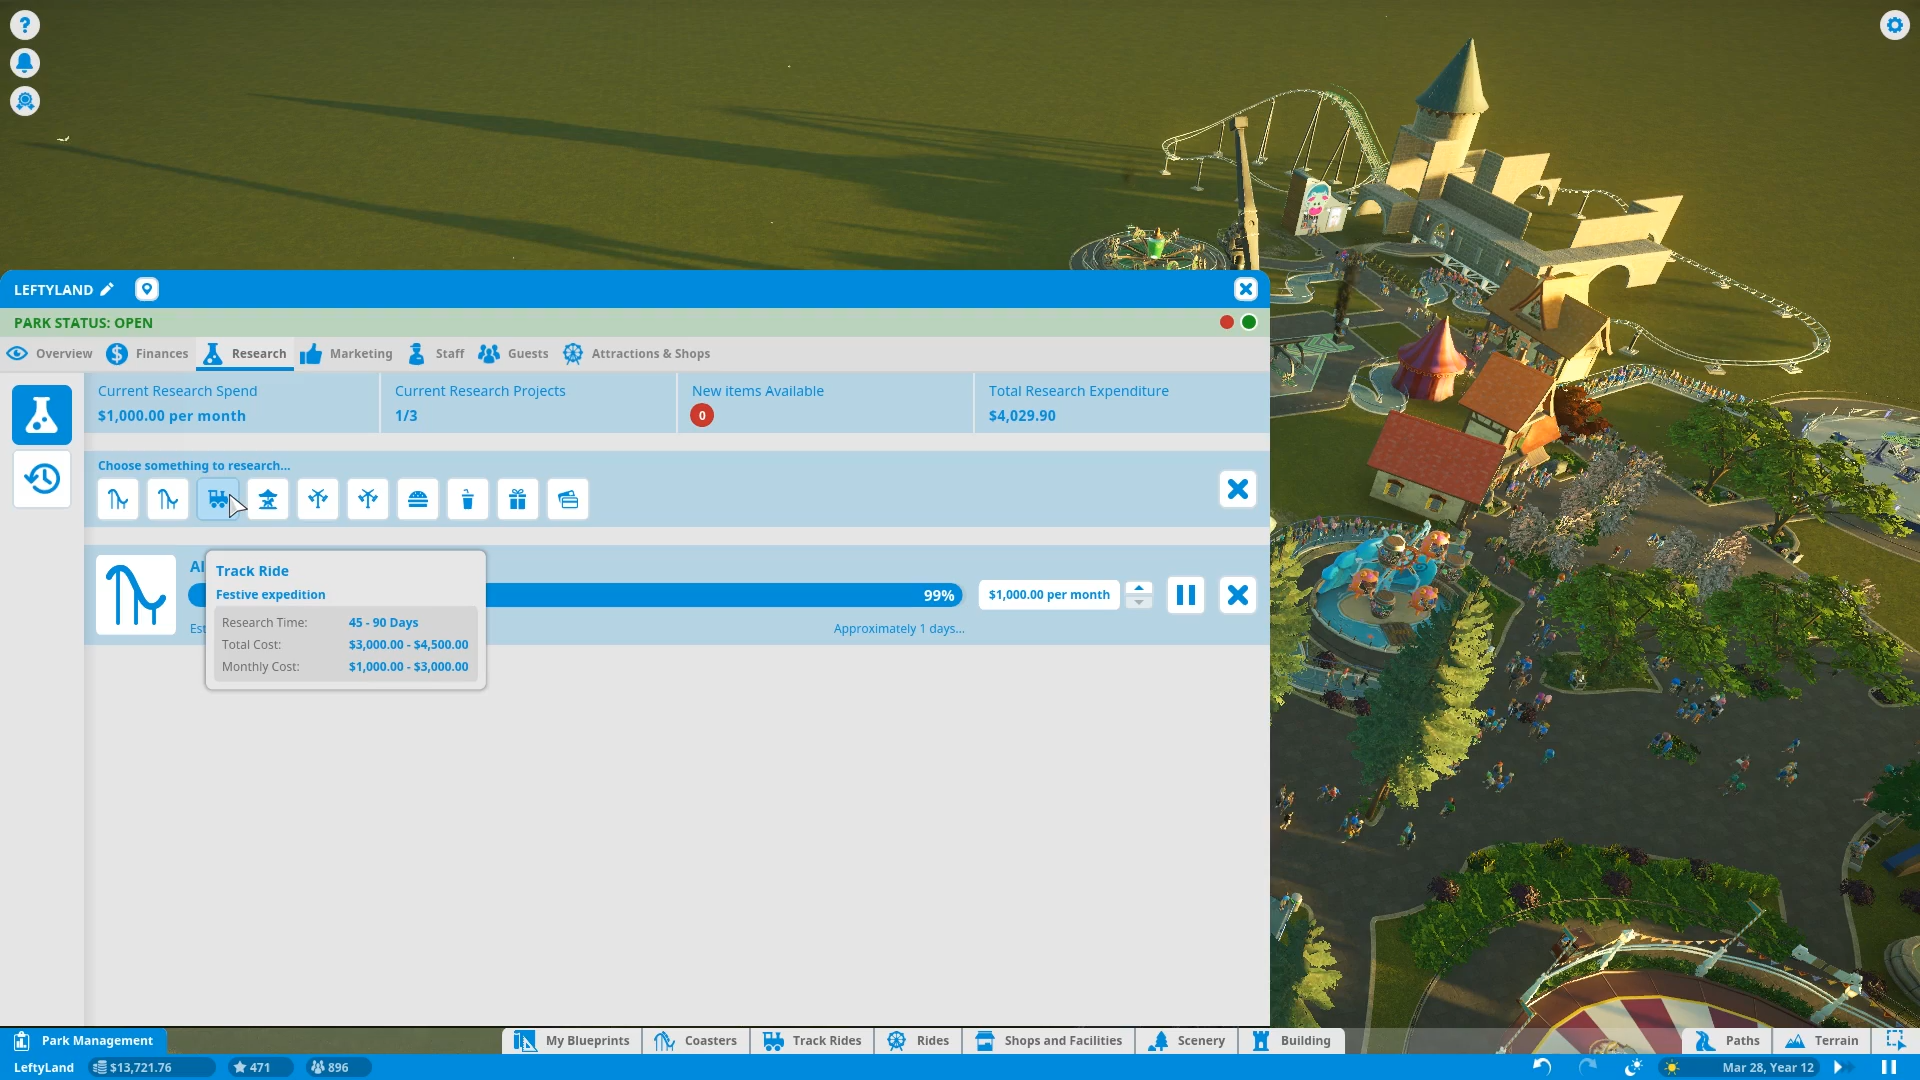 LEFTYLAND
PARK STATUS: OPEN
Overview
Finances
Research
Marketing
Staff
Guests
Attractions & Shops
Current Research Spend
$1,000.00 per month
Current Research Projects
1/3
New items Available
0
Total Research Expenditure
$4,029.90
Choose something to research...
Track Ride
Festive expedition
Research Time: 45 - 90 Days
Total Cost: $3,000.00 - $4,500.00
Monthly Cost: $1,000.00 - $3,000.00
99%
$1,000.00 per month
Approximately 1 days...
Park Management
My Blueprints
Coasters
Track Rides
Rides
Shops and Facilities
Scenery
Building
Paths
Terrain
LeftyLand
$13,721.76
471
896
Mar 28, Year 12